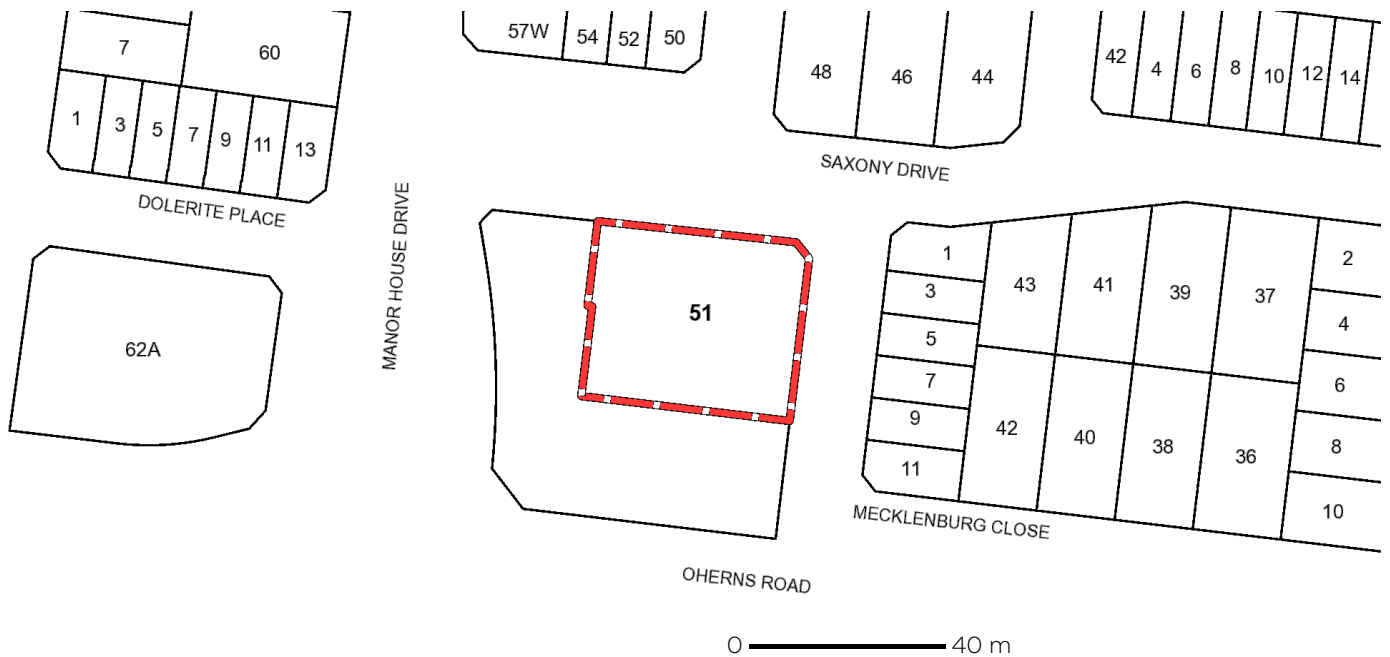 57W 54 52 50
7 60
48 46 44
42 4 6 8 10 12 14
1 3 5 7 9 11 13
SAXONY DRIVE
DOLERITE PLACE
MANOR HOUSE DRIVE
1
3
5
7
9
11
43 41 39 37
42 40 38 36
2
4
6
8
10
51
62A
MECKLENBURG CLOSE
OHERNS ROAD
0 40 m